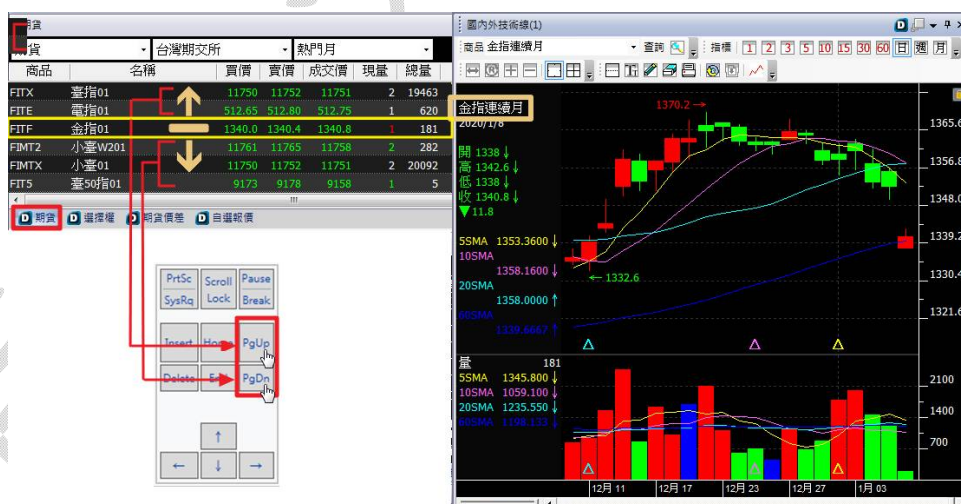 期貨
期貨 台灣期交所 熱門月
商品 名稱 買價 賣價 成交價 現量 總量
FITX 臺指01 11750 11752 11751 2 19463
FITE 電指01 512.65 512.80 512.75 1 620
FITF 金指01 1340.0 1340.4 1340.8 1 181
FIMT2 小臺W201 11761 11765 11758 2 282
FIMTX 小臺01 11750 11752 11751 2 20092
FIT5 臺50指01 9173 9178 9158 1 5
D 期貨 D 選擇權 D 期貨價差 D 自選報價
PrtSc SysRq Scroll Lock Pause Break
Insert Home PgUp
Delete End PgDn
↑
← ↓ →
國內外技術線(1) D
商品 金指連續月 查詢 指標 1 2 3 5 10 15 30 60 日 週 月
金指連續月
2020/1/8
開 1338↓
高 1342.6↓
低 1338↓
收 1340.8↓
▼11.8
5SMA 1353.3600↓
10SMA
1358.1600↓
20SMA
1358.0000↑
60SMA
1339.6667↑
1370.2→
←1332.6
1365.6
1356.8
1348.0
1339.2
1330.4
1321.6
量 181
5SMA 1345.800↓
10SMA 1059.100↓
20SMA 1235.550↓
60SMA 1198.133↓
2100
1400
700
12月 11 12月 17 12月 23 12月 27 1月 03